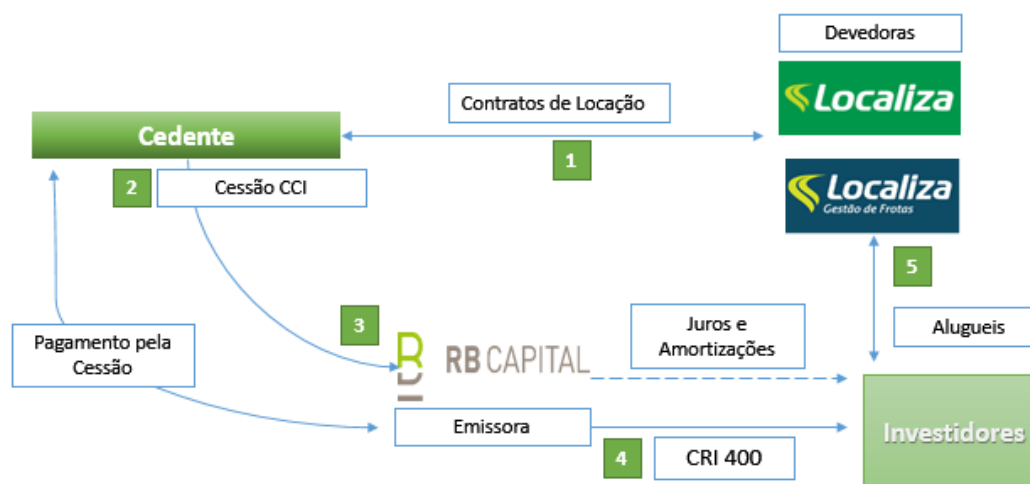 Devedoras
Localiza
Contratos de Locação
1
Cedente
2
Cessão CCI
Localiza
Gestão de Frotas
5
3
Pagamento pela
Cessão
RB CAPITAL
Juros e
Amortizações
Alugueis
Emissora
4
CRI 400
Investidores